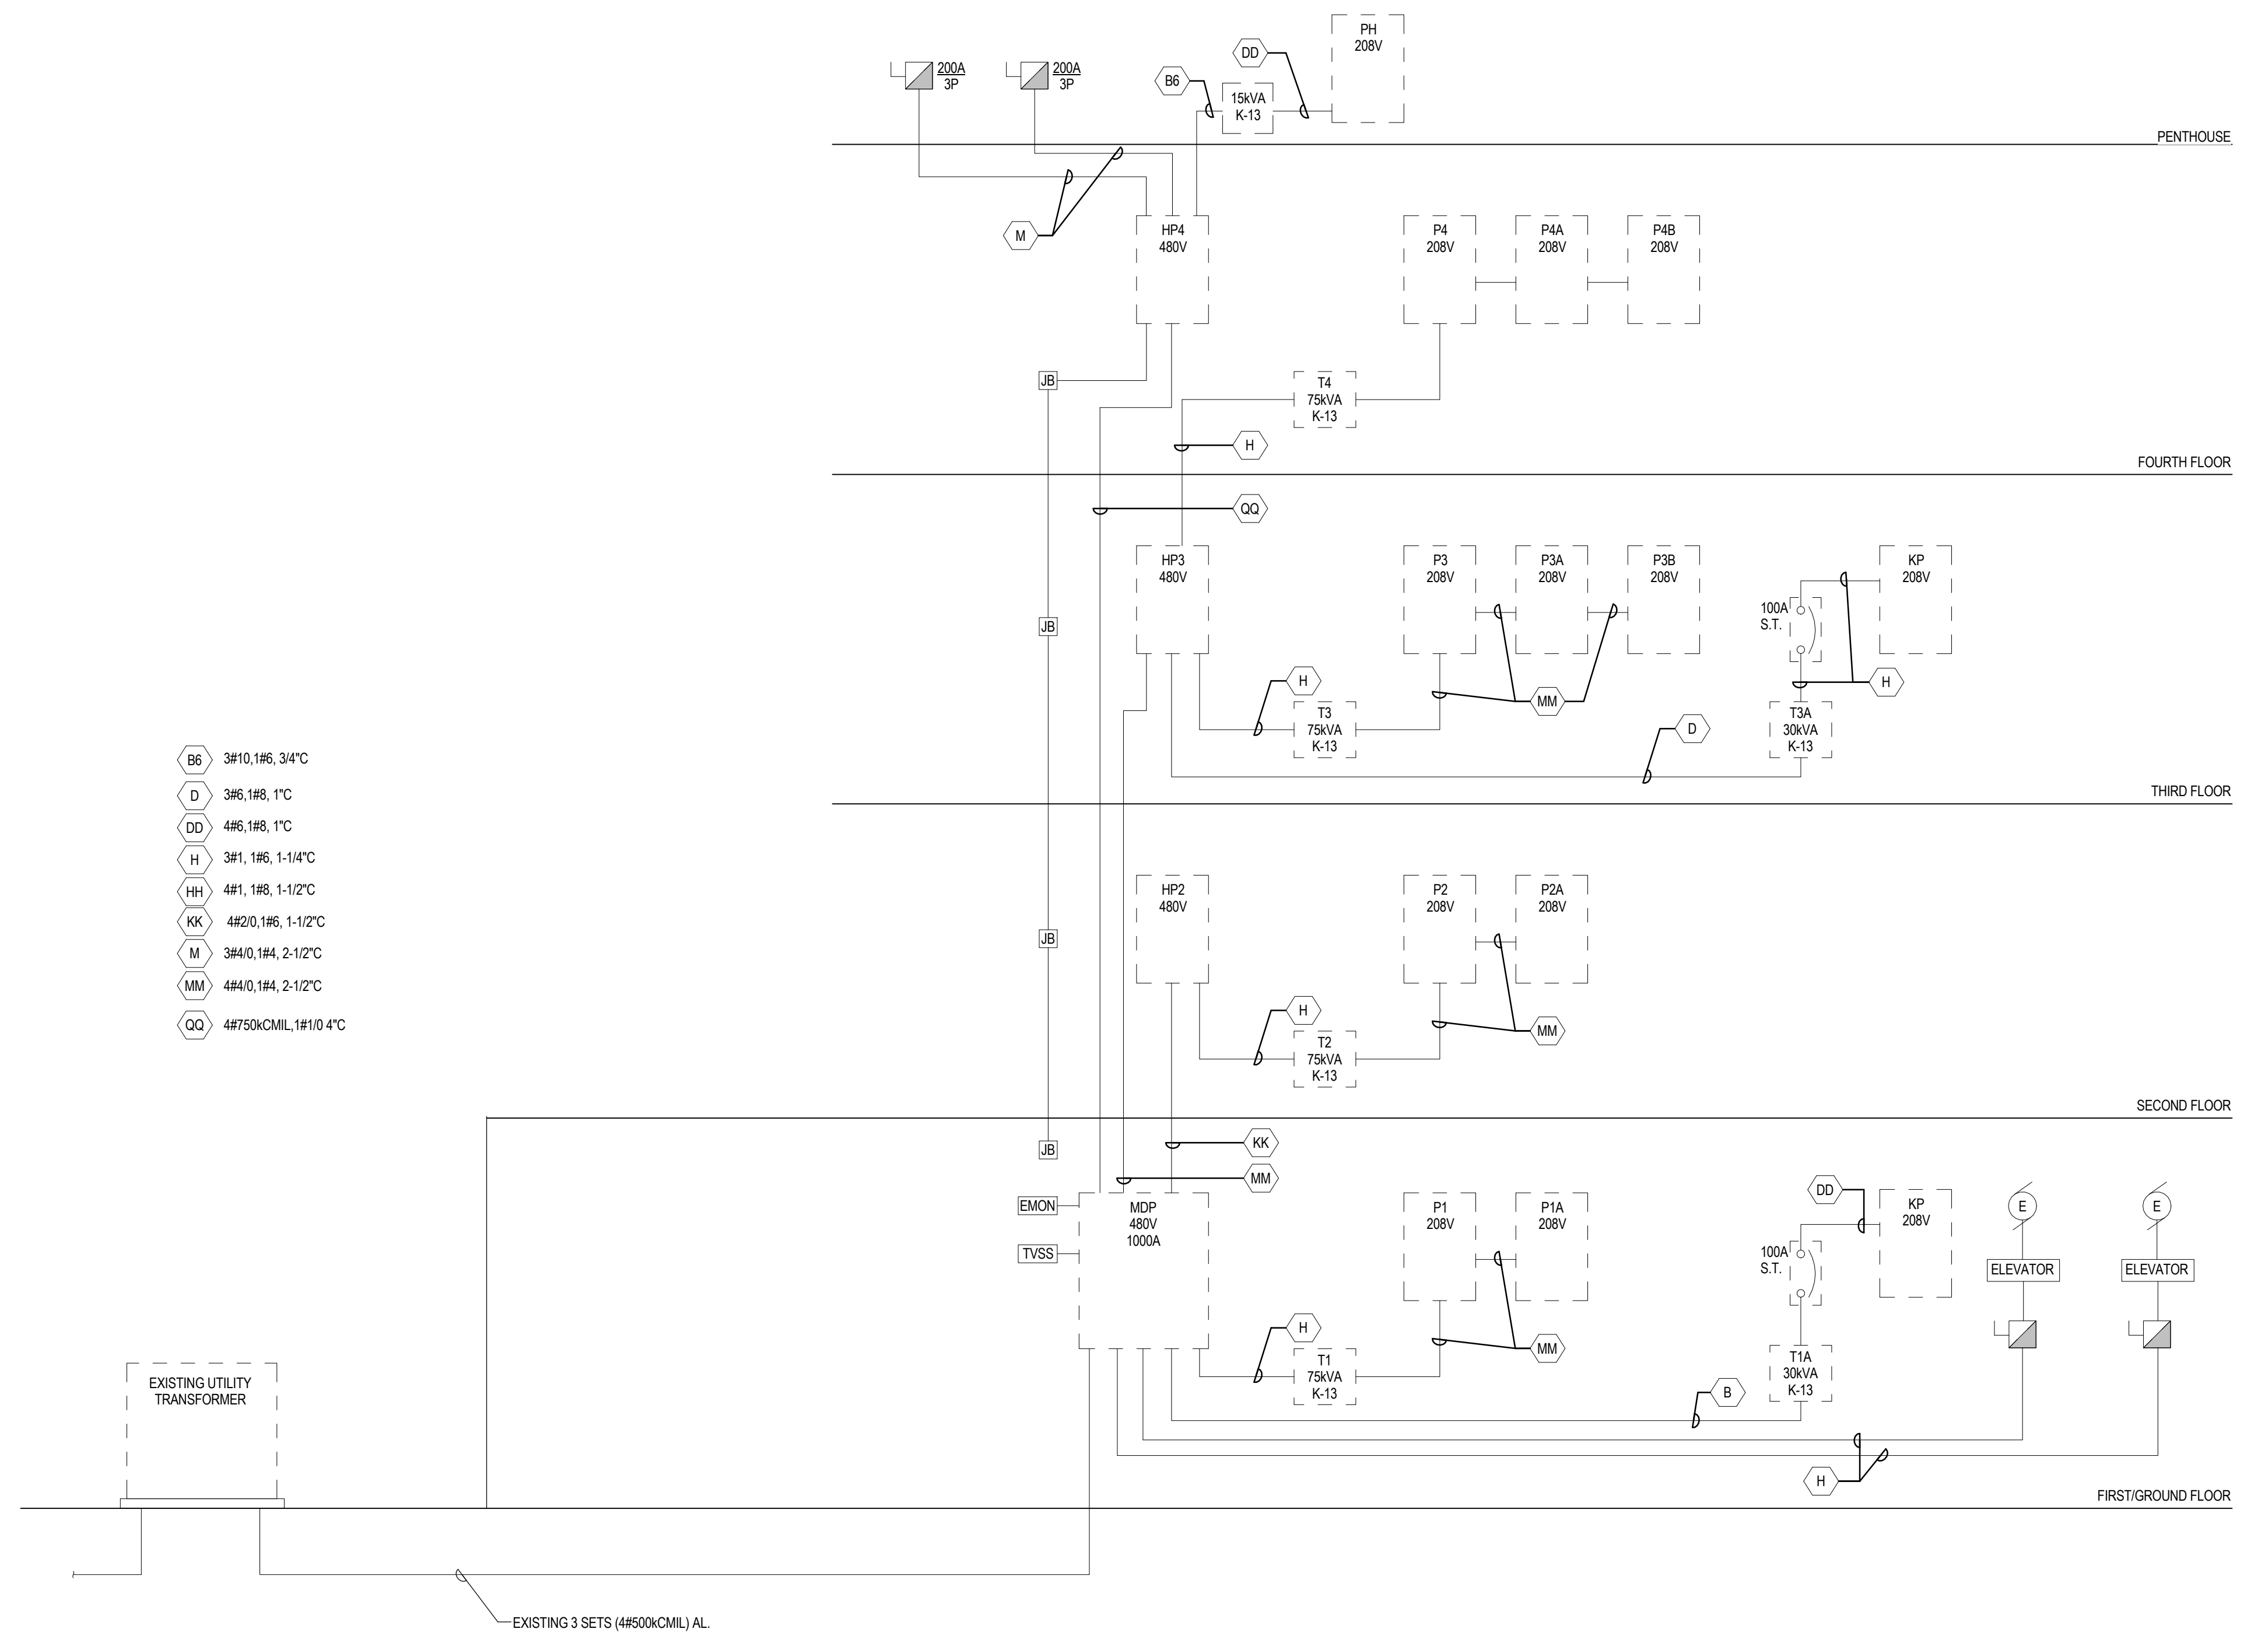 PH
208V
DD
200A
3P
200A
3P
B6
15kVA
K-13
PENTHOUSE
M
HP4
480V
P4
208V
P4A
208V
P4B
208V
JB
T4
75kVA
K-13
H
FOURTH FLOOR
QQ
HP3
480V
P3
208V
P3A
208V
P3B
208V
KP
208V
100A
S.T.
JB
H
MM
H
T3
75kVA
K-13
D
T3A
30kVA
K-13
THIRD FLOOR
B6 3#10,1#6, 3/4"C
D 3#6,1#8, 1"C
DD 4#6,1#8, 1"C
H 3#1, 1#6, 1-1/4"C
HH 4#1, 1#8, 1-1/2"C
KK 4#2/0,1#6, 1-1/2"C
M 3#4/0,1#4, 2-1/2"C
MM 4#4/0,1#4, 2-1/2"C
QQ 4#750kCMIL,1#1/0 4"C
HP2
480V
P2
208V
P2A
208V
JB
H
MM
T2
75kVA
K-13
SECOND FLOOR
JB
KK
MM
EMON
TVSS
MDP
480V
1000A
P1
208V
P1A
208V
DD
KP
208V
E
E
100A
S.T.
ELEVATOR
ELEVATOR
H
MM
T1
75kVA
K-13
T1A
30kVA
K-13
B
H
EXISTING UTILITY
TRANSFORMER
FIRST/GROUND FLOOR
EXISTING 3 SETS (4#500kCMIL) AL.